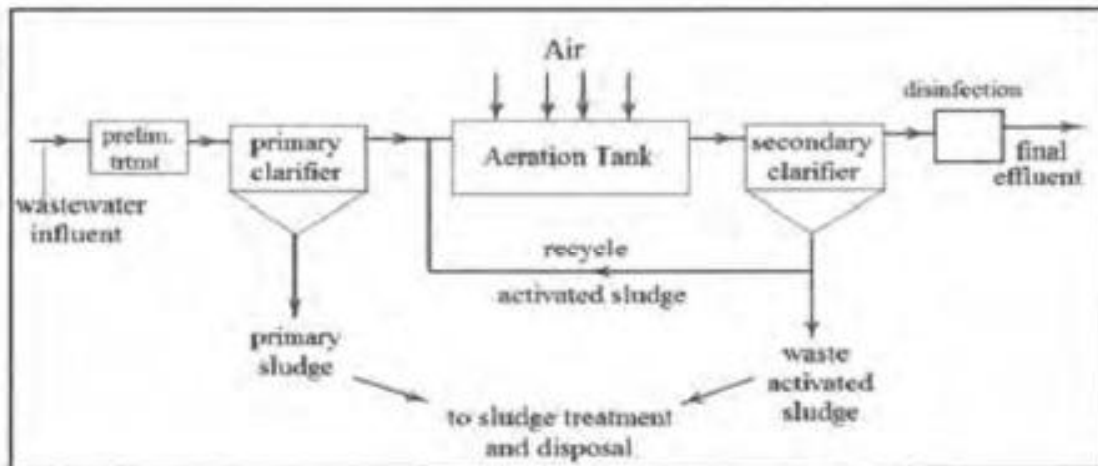 Air
disinfection
prelim.
trtmt
primary
clarifier
Aeration Tank
secondary
clarifier
final
effluent
wastewater
influent
recycle
activated sludge
primary
sludge
waste
activated
sludge
to sludge treatment
and disposal